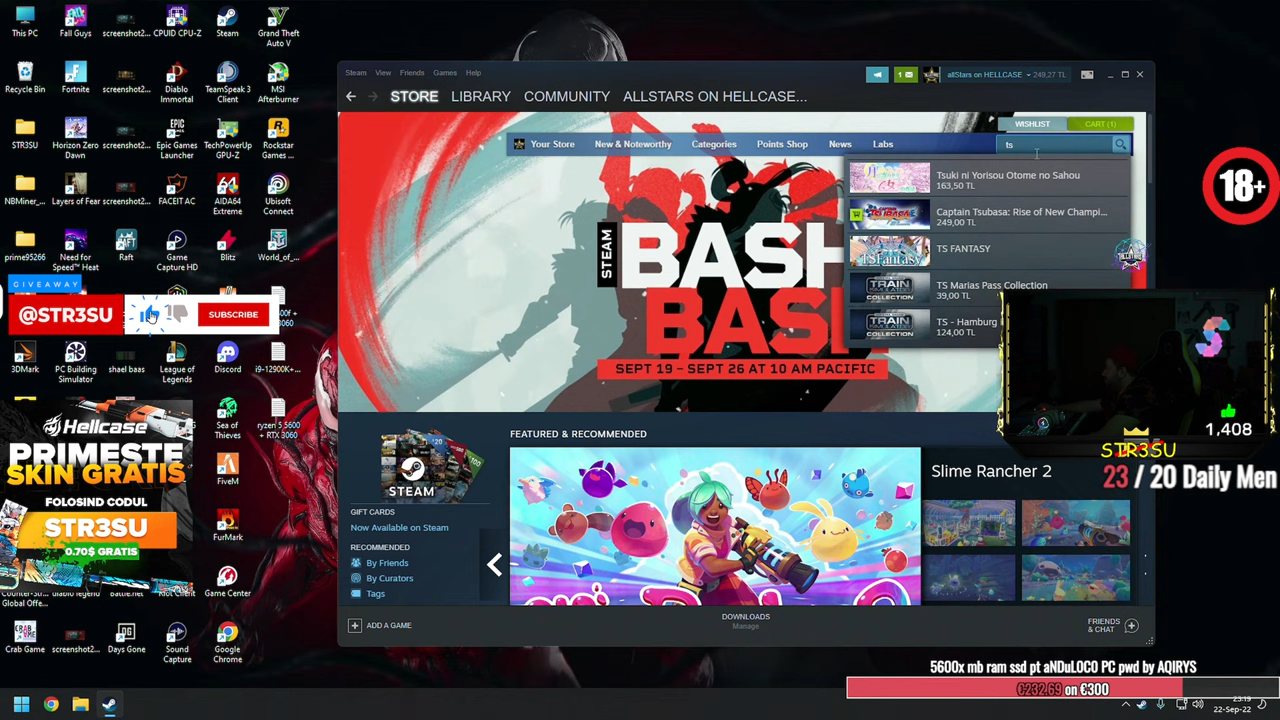 This PC
Fall Guys
screenshot2...
CPUID CPU-Z
Steam
Grand Theft
Auto V
Recycle Bin
Fortnite
screenshot2...
Diablo
Immortal
TeamSpeak 3
Client
MSI
Afterburner
STR3SU
Horizon Zero
Dawn
screenshot2...
Epic Games
Launcher
TechPowerUp
GPU-Z
Rockstar
Games ...
NBMiner_...
Layers of Fear
screenshot2...
FACEIT AC
AIDA64
Extreme
Ubisoft
Connect
prime95266
Need for
Speed™ Heat
Raft
Game
Capture HD
Blitz
World_of_...
GIVEAWAY
@STR3SU
SUBSCRIBE
3060
3DMark
PC Building
Simulator
shael baas
League of
Legends
Discord
i9-12900K+...
Hellcase
PRIMESTE
SKIN GRATIS
FOLOSIND CODUL
STR3SU
0.70$ GRATIS
Sea of
Thieves
ryzen 5 5600
+ RTX 3060
FiveM
FurMark
Global Offe...
Game Center
Crab Game
screenshot2...
Days Gone
Sound
Capture
Google
Chrome
Steam View Friends Games Help
1
allStars on HELLCASE 249,27 TL
STORE LIBRARY COMMUNITY ALLSTARS ON HELLCASE...
WISHLIST CART (1)
Your Store New & Noteworthy Categories Points Shop News Labs
ts
Tsuki ni Yorisou Otome no Sahou
163,50 TL
Captain Tsubasa: Rise of New Champi...
249,00 TL
TS FANTASY
TS Marias Pass Collection
39,00 TL
TS - Hamburg
124,00 TL
STEAM
BASH
BASH
SEPT 19 – SEPT 26 AT 10 AM PACIFIC
STEAM
GIFT CARDS
Now Available on Steam
RECOMMENDED
By Friends
By Curators
Tags
FEATURED & RECOMMENDED
Slime Rancher 2
ADD A GAME
DOWNLOADS
Manage
FRIENDS
& CHAT
18+
1,408
STR3SU
23 / 20 Daily Men
5600x mb ram ssd pt aNDuLOCO PC pwd by AQIRYS
€232.69 on €300
23:19
22-Sep-22